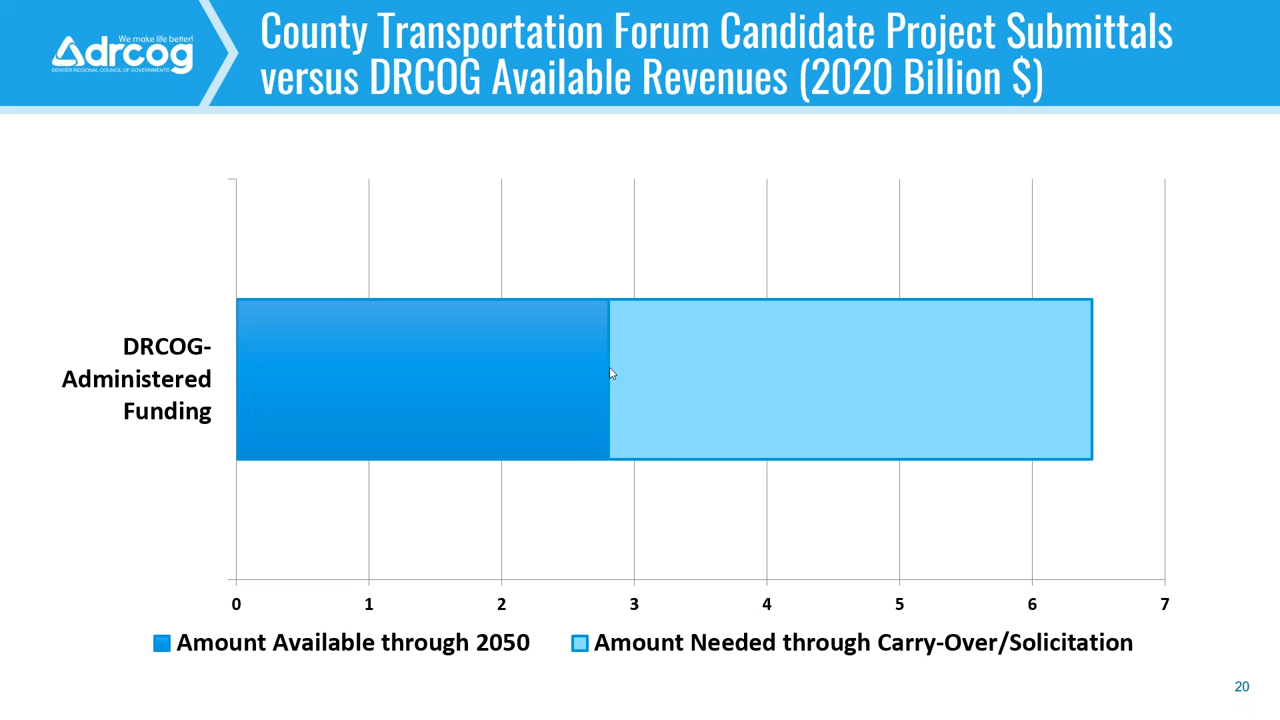 We make life better!
drcog
DENVER REGIONAL COUNCIL OF GOVERNMENTS
County Transportation Forum Candidate Project Submittals
versus DRCOG Available Revenues (2020 Billion $)
DRCOG-
Administered
Funding
0 1 2 3 4 5 6 7
Amount Available through 2050 Amount Needed through Carry-Over/Solicitation
20